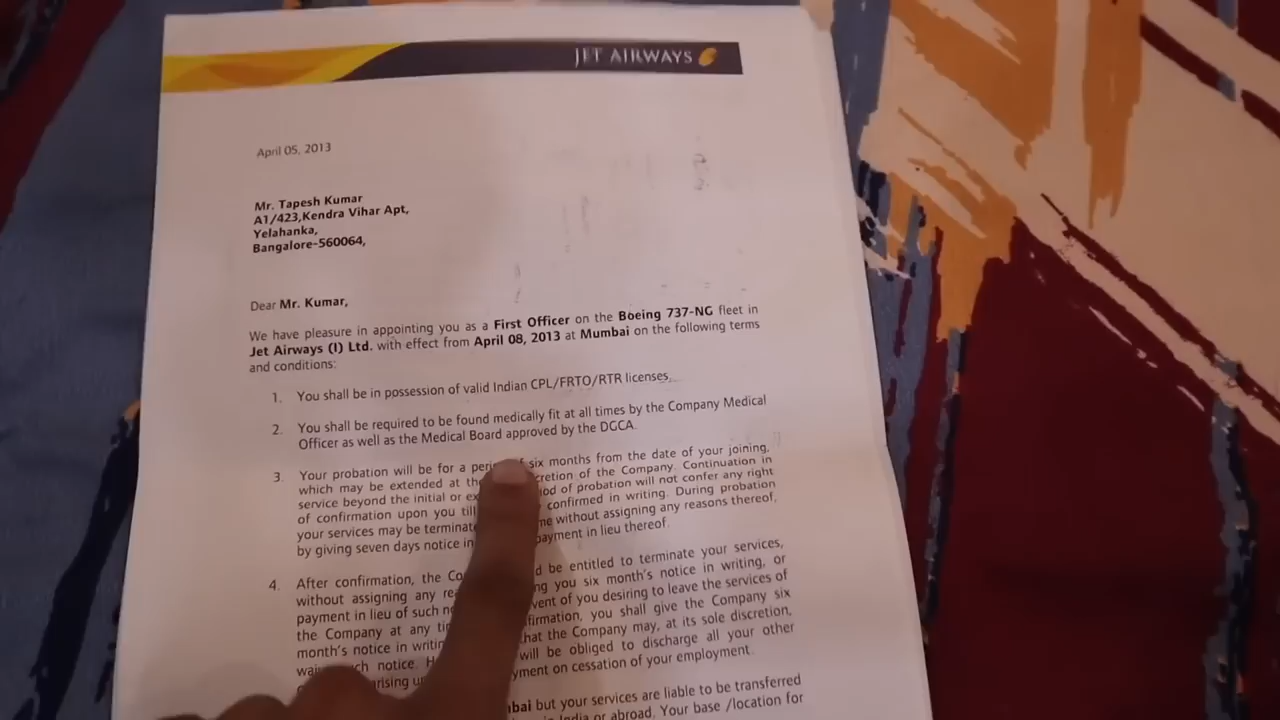 JET AIRWAYS
April 05, 2013
Mr. Tapesh Kumar
A1/423,Kendra Vihar Apt,
Yelahanka,
Bangalore-560064,
Dear Mr. Kumar,
We have pleasure in appointing you as a First Officer on the Boeing 737-NG fleet in
Jet Airways (I) Ltd. with effect from April 08, 2013 at Mumbai on the following terms
and conditions:
1. You shall be in possession of valid Indian CPL/FRTO/RTR licenses.
2. You shall be required to be found medically fit at all times by the Company Medical
Officer as well as the Medical Board approved by the DGCA.
3. Your probation will be for a period of six months from the date of your joining,
which may be extended at the discretion of the Company. Continuation in
service beyond the initial or period of probation will not confer any right
of confirmation upon you till confirmed in writing. During probation
your services may be terminated without assigning any reasons thereof,
by giving seven days notice in payment in lieu thereof.
4. After confirmation, the be entitled to terminate your services,
without assigning any you six month's notice in writing, or
payment in lieu of such event of you desiring to leave the services of
the Company at any you shall give the Company six
month's notice in that the Company may, at its sole discretion,
notice. will be obliged to discharge all your other
arising on cessation of your employment.
but your services are liable to be transferred
India or abroad. Your base /location for